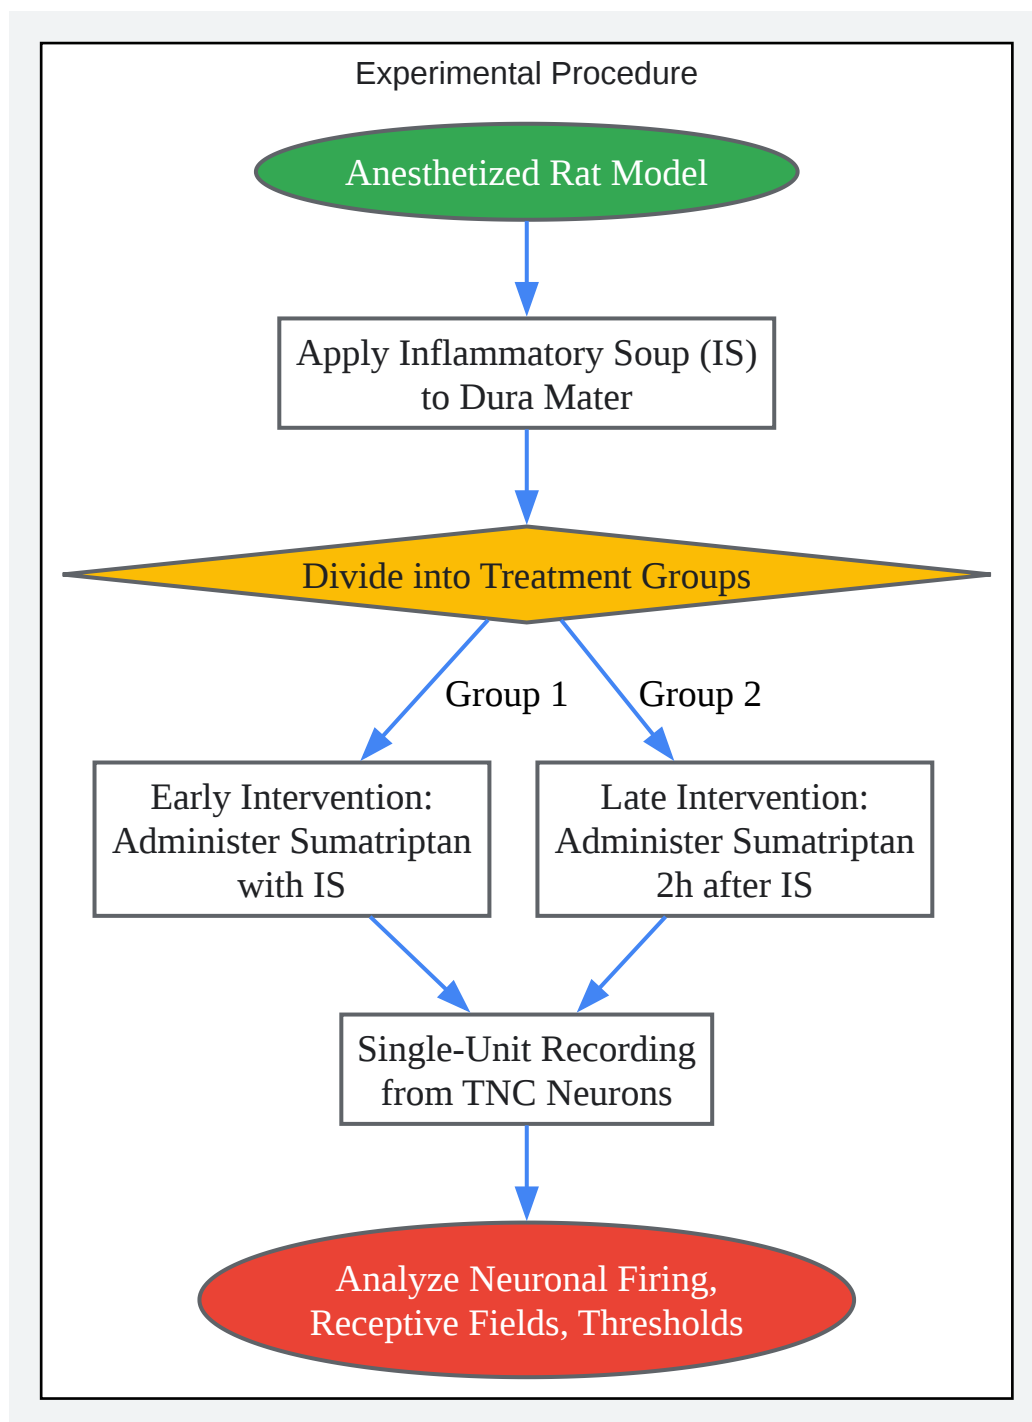 Experimental Procedure
Anesthetized Rat Model
Apply Inflammatory Soup (IS)
to Dura Mater
Divide into Treatment Groups
Group 1
Group 2
Early Intervention:
Administer Sumatriptan
with IS
Late Intervention:
Administer Sumatriptan
2h after IS
Single-Unit Recording
from TNC Neurons
Analyze Neuronal Firing,
Receptive Fields, Thresholds